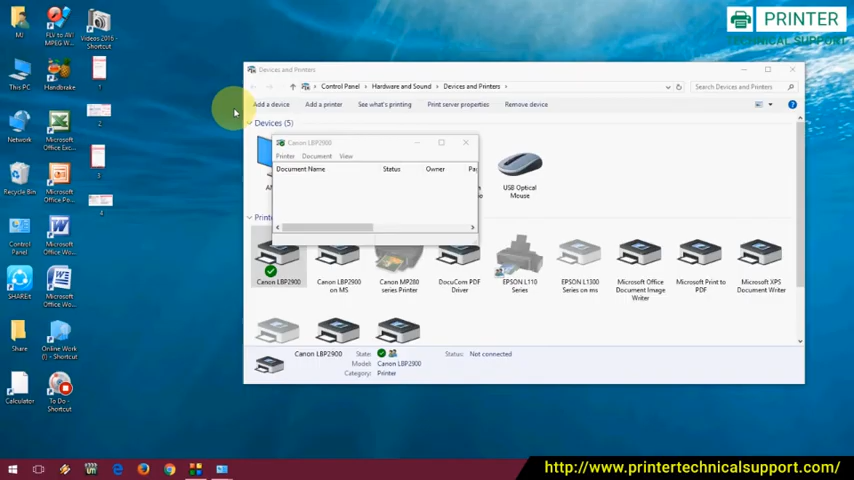 MJ
FLV to AVI
MPEG W...
Videos 2016 -
Shortcut
This PC
Handbrake
1
Network
Microsoft
Office Exc...
2
Recycle Bin
Microsoft
Office Po...
3
Control
Panel
Microsoft
Office Wo...
4
SHAREit
Microsoft
Office Wo...
Share
Online Work
(!) - Shortcut
Calculator
To Do -
Shortcut
PRINTER
TECHNICAL SUPPORT
Devices and Printers
Control Panel
Hardware and Sound
Devices and Printers
Search Devices and Printers
Add a device
Add a printer
See what's printing
Print server properties
Remove device
Devices (5)
Canon LBP2900
Printer Document View
Document Name Status Owner Pa
USB Optical
Mouse
Canon LBP2900
Canon LBP2900
on MS
Canon MP280
series Printer
DocuCom PDF
Driver
EPSON L110
Series
EPSON L1300
Series on ms
Microsoft Office
Document Image
Writer
Microsoft Print to
PDF
Microsoft XPS
Document Writer
Canon LBP2900
State:
Model: Canon LBP2900
Category: Printer
Status: Not connected
http://www.printertechnicalsupport.com/